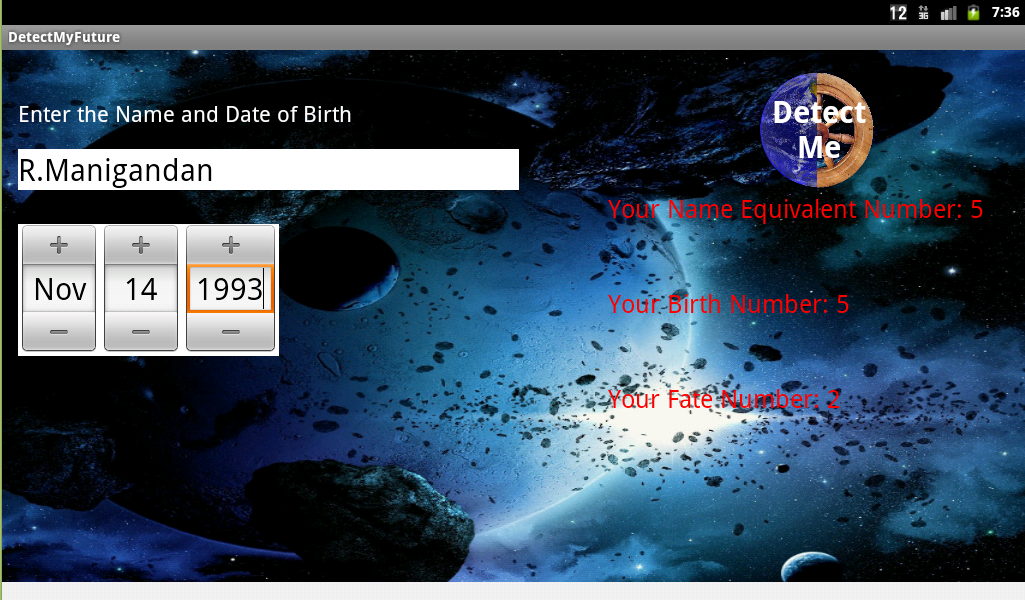 12 3G 7:36
DetectMyFuture
Enter the Name and Date of Birth
Detect
Me
R.Manigandan
Your Name Equivalent Number: 5
Nov 14 1993
Your Birth Number: 5
Your Fate Number: 2